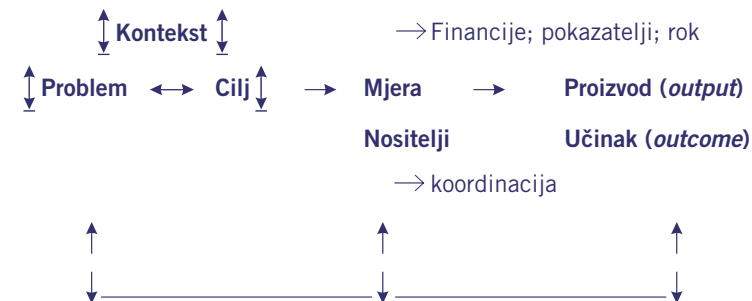 Kontekst → Financije; pokazatelji; rok
Problem ↔ Cilj → Mjera → Proizvod (output)
Nositelji Učinak (outcome)
→ koordinacija